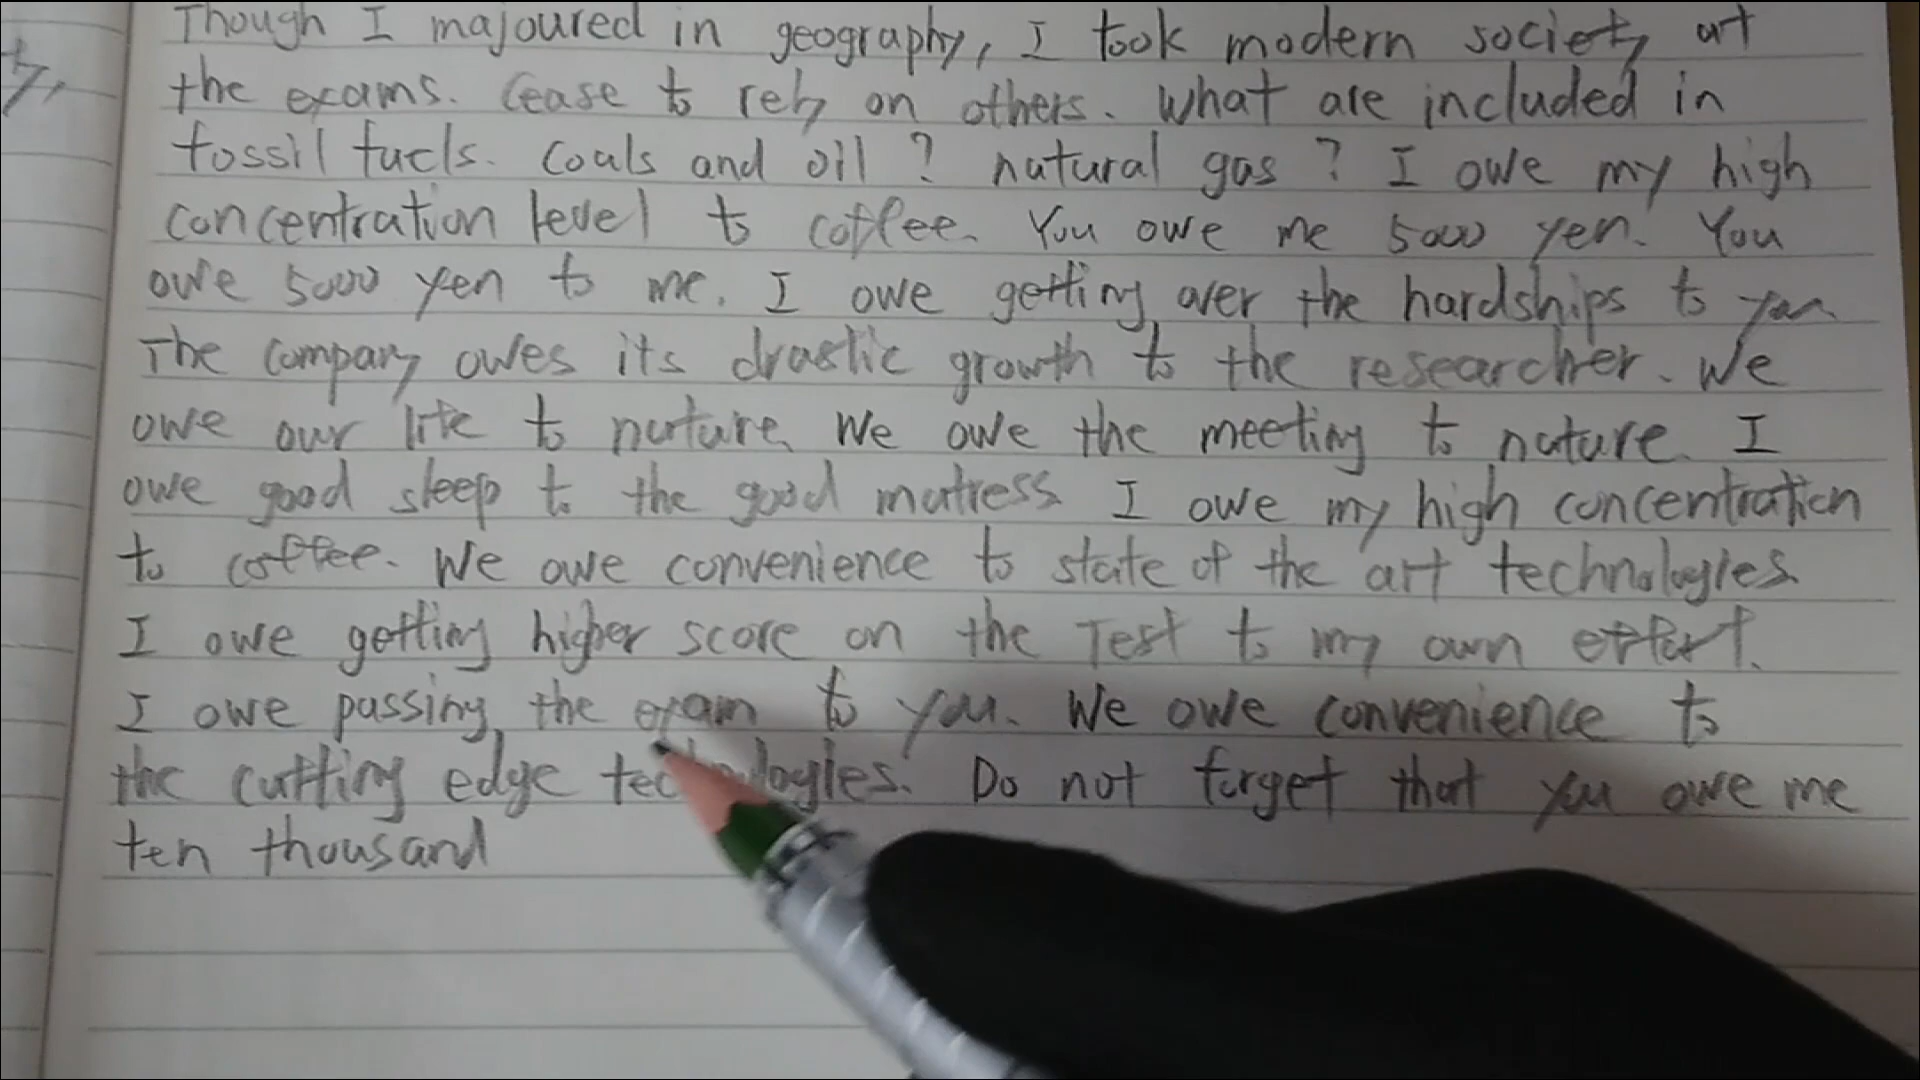 Though I majoured in geography, I took modern society at
the exams. Cease to rely on others. What are included in
fossil fuels. Coals and oil ? natural gas ? I owe my high
concentration level to coffee. You owe me 5000 yen. You
owe 5000 yen to me. I owe getting over the hardships to you.
The company owes its drastic growth to the researcher. We
owe our life to nature. We owe the meeting to nature. I
owe good sleep to the good matress. I owe my high concentration
to coffee. We owe convenience to state of the art technologies.
I owe getting higher score on the Test to my own effort.
I owe passing the exam to you. We owe convenience to
the cutting edge technologies. Do not forget that you owe me
ten thousand